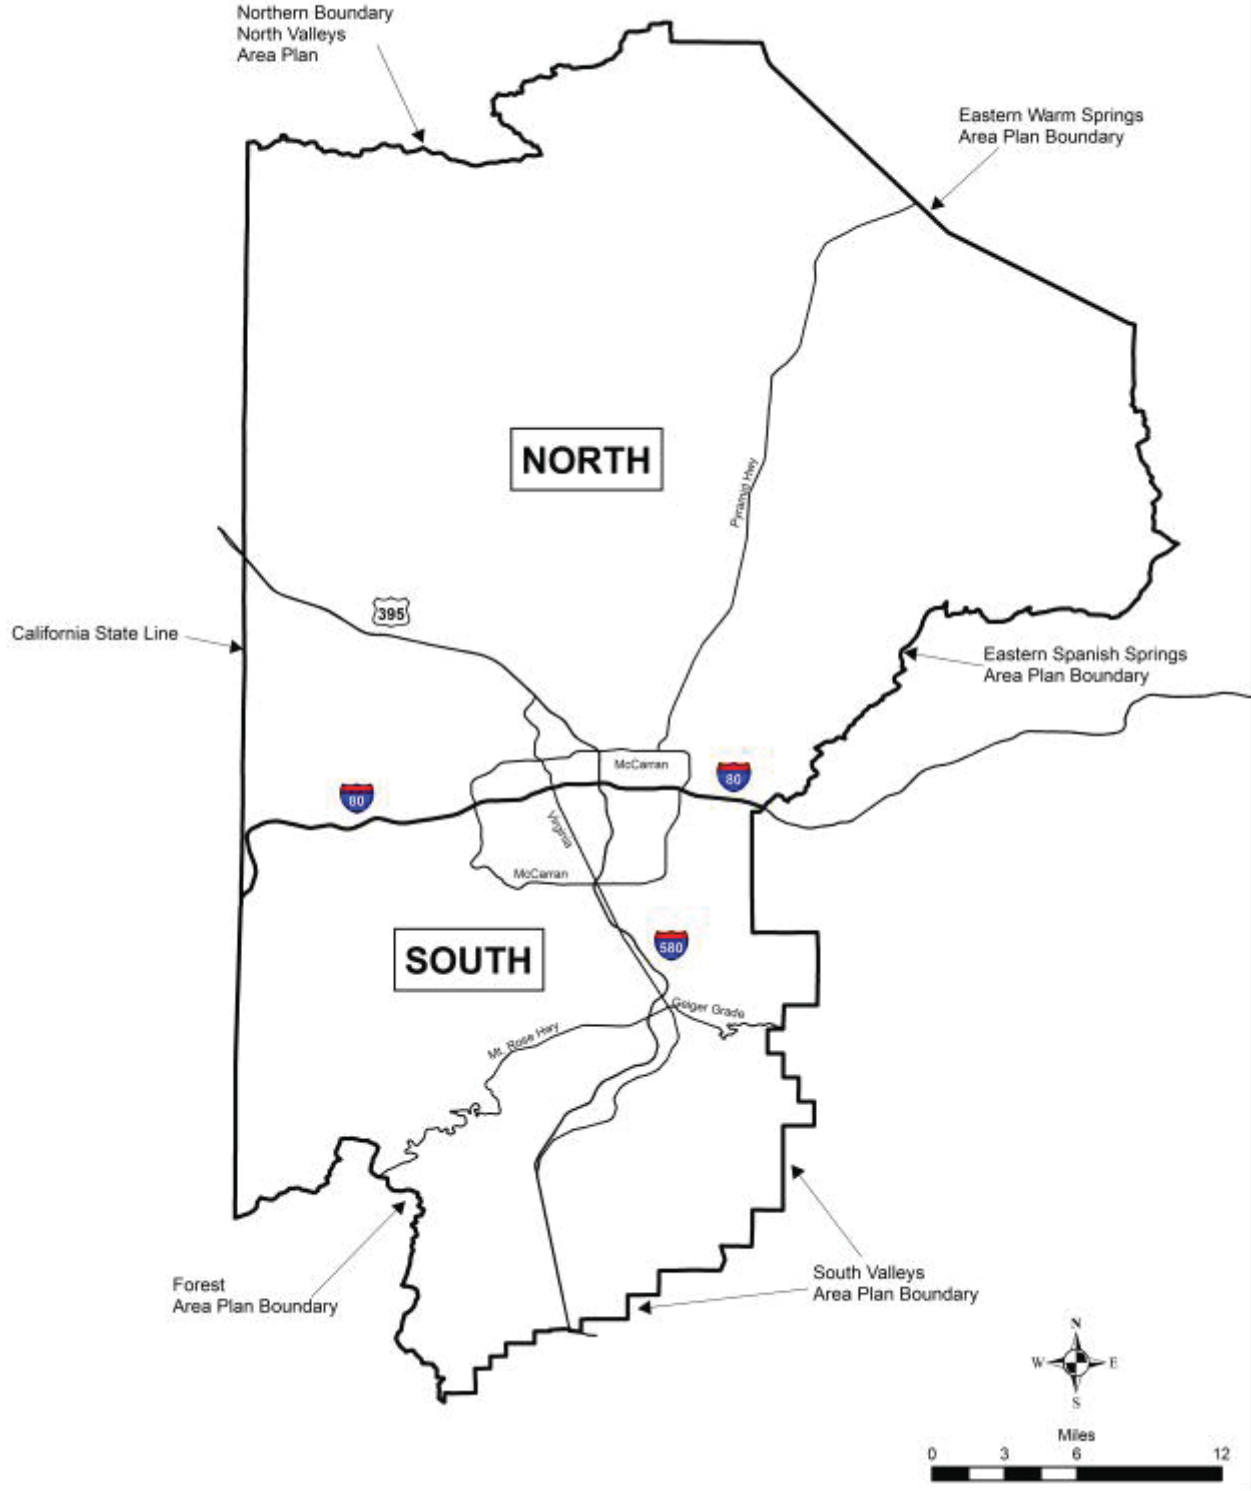 Northern Boundary
North Valleys
Area Plan
Eastern Warm Springs
Area Plan Boundary
NORTH
Pyramid Hwy
395
California State Line
Eastern Spanish Springs
Area Plan Boundary
McCarran
80
80
Virginia
McCarran
SOUTH
580
Geiger Grade
Mt. Rose Hwy
Forest
Area Plan Boundary
South Valleys
Area Plan Boundary
N
W E
S
Miles
0 3 6 12